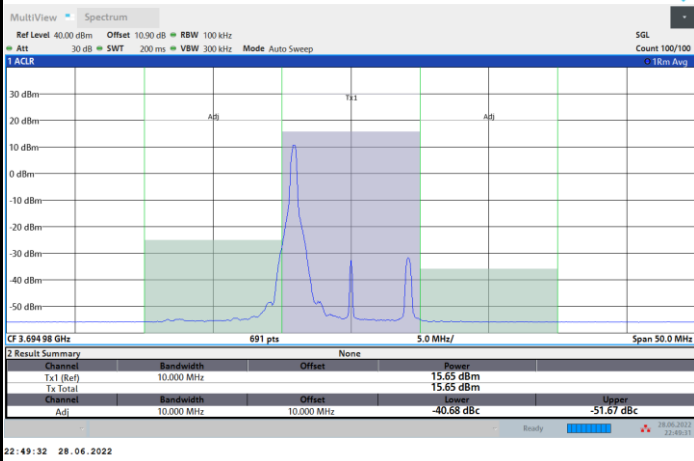 MultiView Spectrum
Ref Level 40.00 dBm Offset 10.90 dB RBW 100 kHz SGL
Att 30 dB SWT 200 ms VBW 300 kHz Mode Auto Sweep Count 100/100
1 ACLR 1Rm Avg
30 dBm
Tx1
20 dBm Adj Adj
10 dBm
0 dBm
-10 dBm
-20 dBm
-30 dBm
-40 dBm
-50 dBm
CF 3.694 98 GHz 691 pts 5.0 MHz/ Span 50.0 MHz
2 Result Summary None
Channel Bandwidth Offset Power
Tx1 (Ref) 10.000 MHz 15.65 dBm
Tx Total 15.65 dBm
Channel Bandwidth Offset Lower Upper
Adj 10.000 MHz 10.000 MHz -40.68 dBc -51.67 dBc
Ready 28.06.2022
22:49:31
22:49:32 28.06.2022